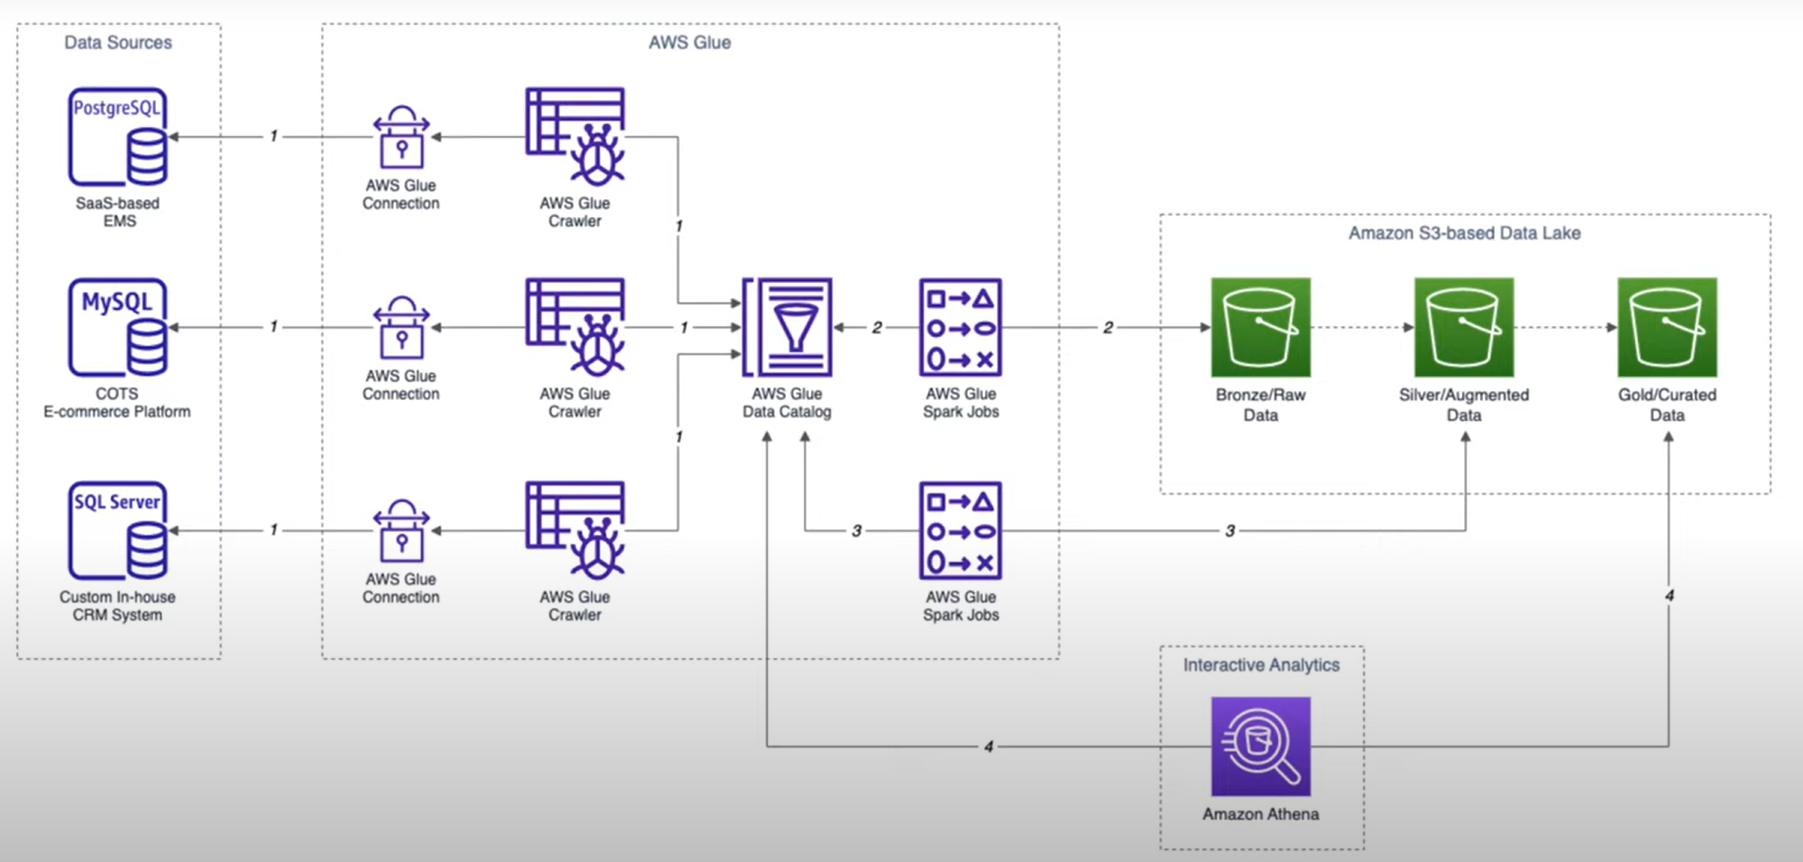 Data Sources
AWS Glue
PostgreSQL
1
AWS Glue
Connection
AWS Glue
Crawler
SaaS-based
EMS
1
Amazon S3-based Data Lake
MySQL
1
1
2
2
AWS Glue
Connection
AWS Glue
Crawler
AWS Glue
Data Catalog
AWS Glue
Spark Jobs
Bronze/Raw
Data
Silver/Augmented
Data
Gold/Curated
Data
COTS
E-commerce Platform
1
SQL Server
1
3
3
AWS Glue
Connection
AWS Glue
Crawler
AWS Glue
Spark Jobs
Custom In-house
CRM System
4
Interactive Analytics
4
Amazon Athena